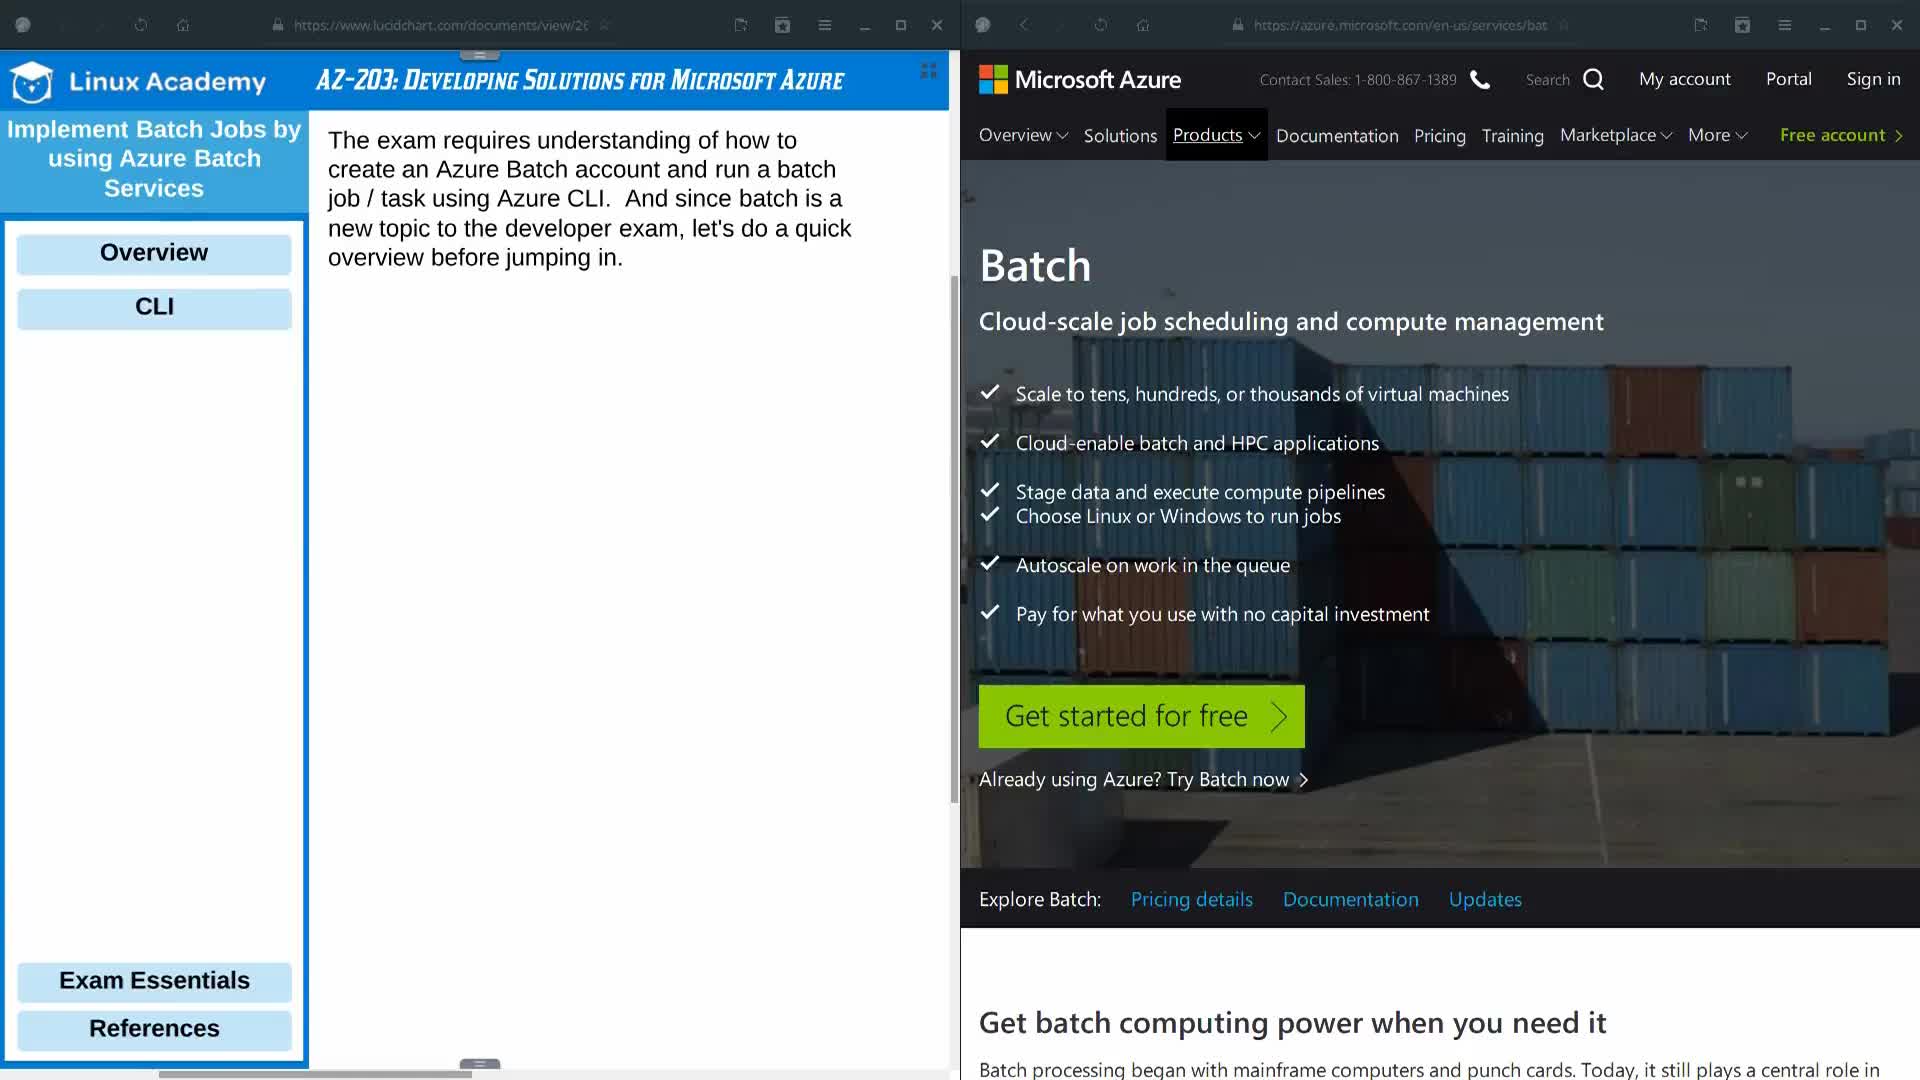 https://www.lucidchart.com/documents/view/26
Linux Academy
AZ-203: Developing Solutions for Microsoft Azure
Implement Batch Jobs by
using Azure Batch
Services
Overview
CLI
Exam Essentials
References
The exam requires understanding of how to
create an Azure Batch account and run a batch
job / task using Azure CLI.  And since batch is a
new topic to the developer exam, let's do a quick
overview before jumping in.
https://azure.microsoft.com/en-us/services/bat
Microsoft Azure
Contact Sales: 1-800-867-1389
Search
My account
Portal
Sign in
Overview
Solutions
Products
Documentation
Pricing
Training
Marketplace
More
Free account
Batch
Cloud-scale job scheduling and compute management
Scale to tens, hundreds, or thousands of virtual machines
Cloud-enable batch and HPC applications
Stage data and execute compute pipelines
Choose Linux or Windows to run jobs
Autoscale on work in the queue
Pay for what you use with no capital investment
Get started for free
Already using Azure? Try Batch now
Explore Batch:
Pricing details
Documentation
Updates
Get batch computing power when you need it
Batch processing began with mainframe computers and punch cards. Today, it still plays a central role in